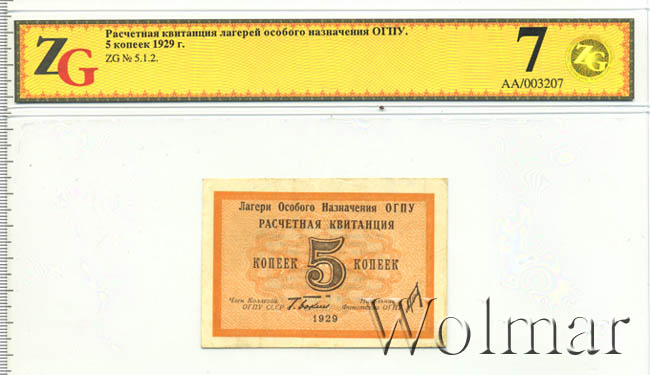 ZG
Расчетная квитанция лагерей особого назначения ОГПУ.
5 копеек 1929 г.
ZG № 5.1.2.
7
ZG
AA/003207
Лагери Особого Назначения ОГПУ
РАСЧЕТНАЯ КВИТАНЦИЯ
КОПЕЕК 5 КОПЕЕК
Член Коллегии
ОГПУ СССР
1929
Wolmar